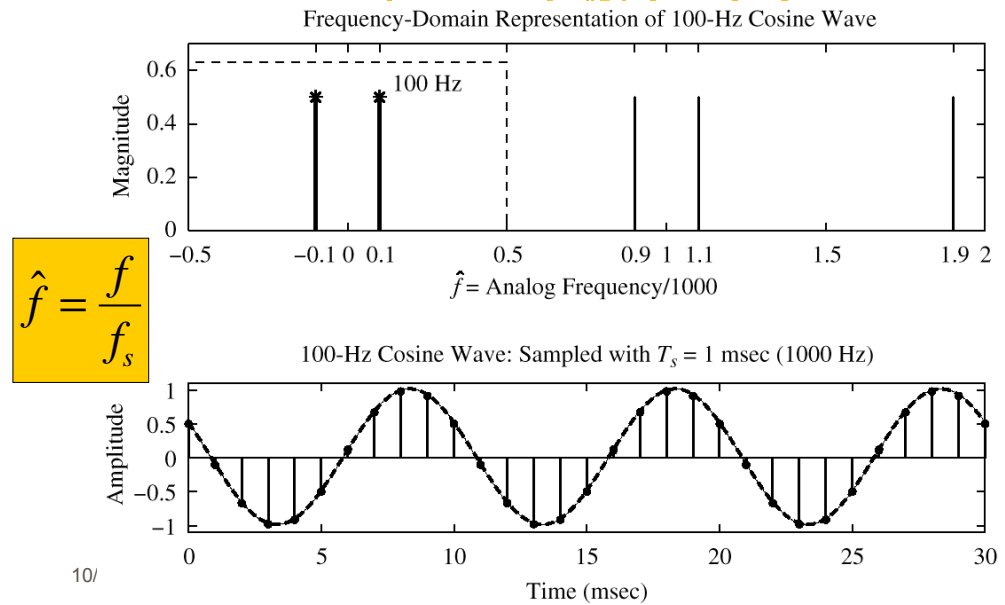 Frequency-Domain Representation of 100-Hz Cosine Wave
Magnitude
0.6
0.4
0.2
0
100 Hz
−0.5 −0.1 0 0.1 0.5 0.9 1 1.1 1.5 1.9 2
f̂ = Analog Frequency/1000
f̂ = f / fₛ
100-Hz Cosine Wave: Sampled with Tₛ = 1 msec (1000 Hz)
Amplitude
1
0.5
0
−0.5
−1
0 5 10 15 20 25 30
Time (msec)
10/